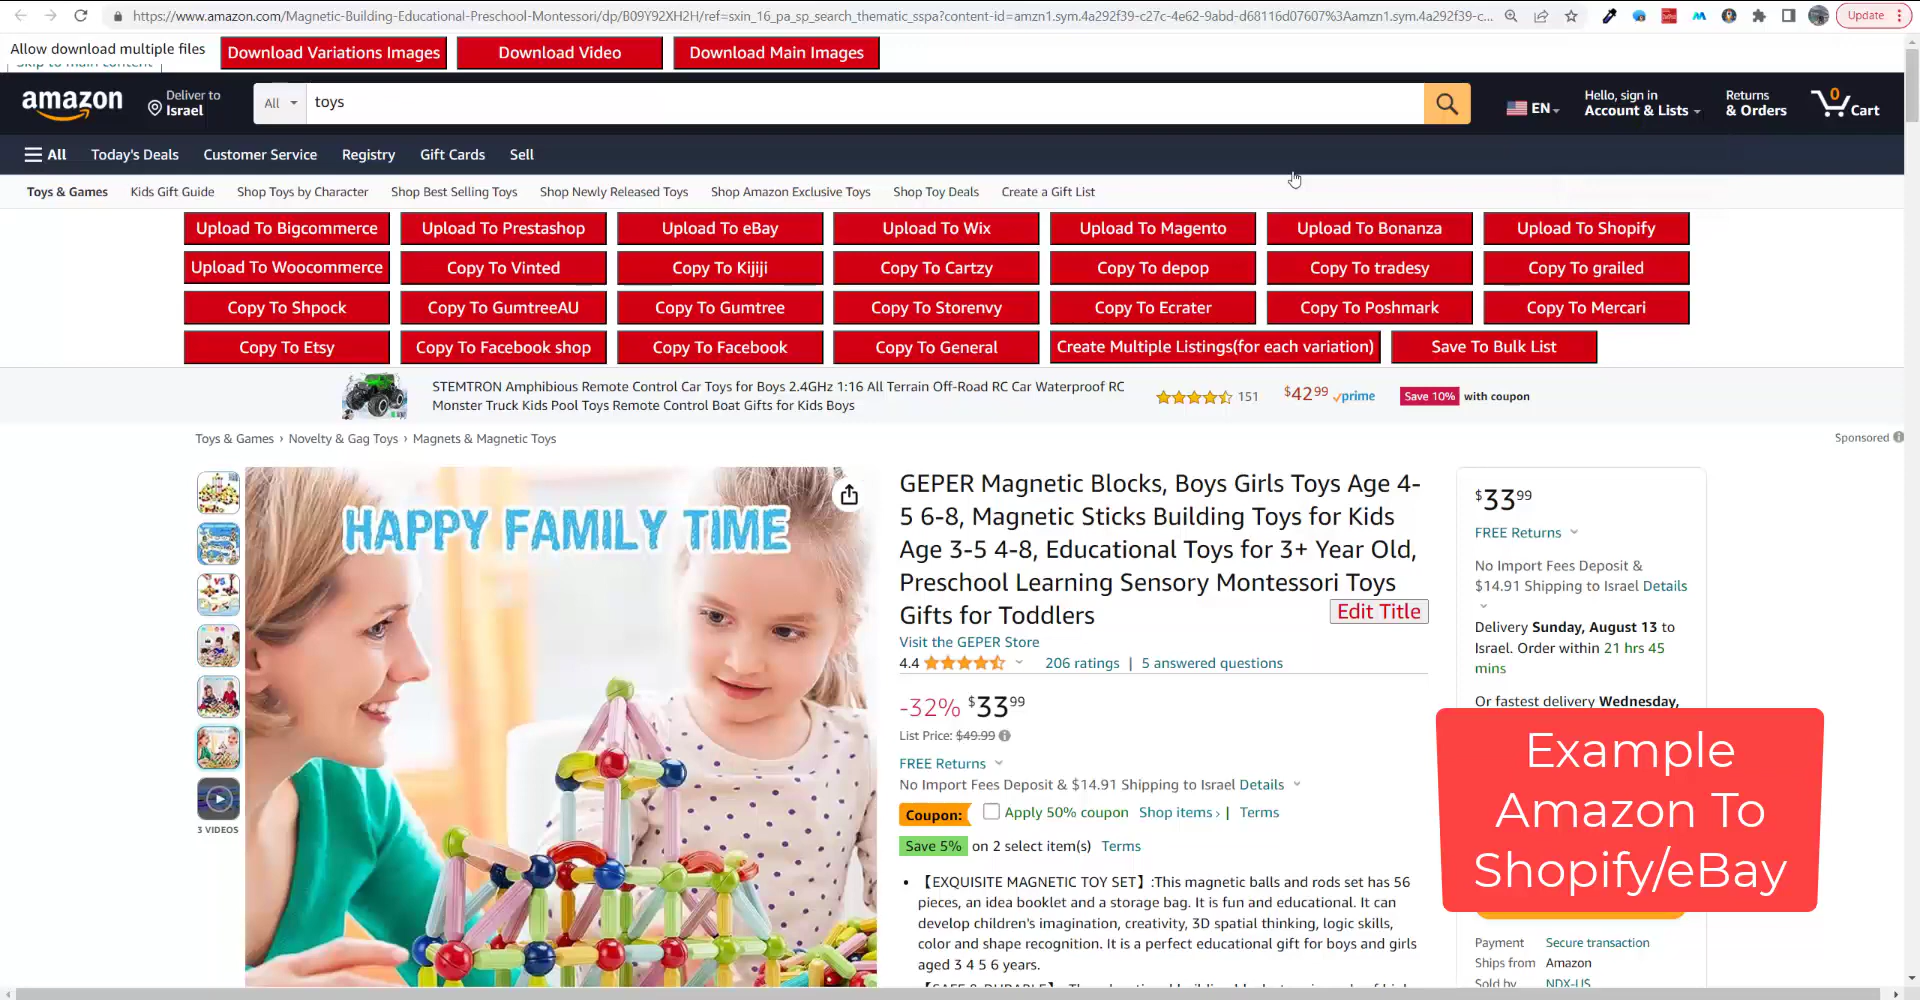 https://www.amazon.com/Magnetic-Building-Educational-Preschool-Montessori/dp/B09Y92XH2H/ref=sxin_16_pa_sp_search_thematic_sspa?content-id=amzn1.sym.4a292f39-c27c-4e62-9abd-d68116d07607%3Aamzn1.sym.4a292f39-c...
Update
Allow download multiple files
Download Variations Images
Download Video
Download Main Images
Skip to main content
amazon
Deliver to
Israel
All
toys
EN
Hello, sign in
Account & Lists
Returns
& Orders
0
Cart
All
Today's Deals
Customer Service
Registry
Gift Cards
Sell
Toys & Games
Kids Gift Guide
Shop Toys by Character
Shop Best Selling Toys
Shop Newly Released Toys
Shop Amazon Exclusive Toys
Shop Toy Deals
Create a Gift List
Upload To Bigcommerce
Upload To Prestashop
Upload To eBay
Upload To Wix
Upload To Magento
Upload To Bonanza
Upload To Shopify
Upload To Woocommerce
Copy To Vinted
Copy To Kijiji
Copy To Cartzy
Copy To depop
Copy To tradesy
Copy To grailed
Copy To Shpock
Copy To GumtreeAU
Copy To Gumtree
Copy To Storenvy
Copy To Ecrater
Copy To Poshmark
Copy To Mercari
Copy To Etsy
Copy To Facebook shop
Copy To Facebook
Copy To General
Create Multiple Listings(for each variation)
Save To Bulk List
STEMTRON Amphibious Remote Control Car Toys for Boys 2.4GHz 1:16 All Terrain Off-Road RC Car Waterproof RC
Monster Truck Kids Pool Toys Remote Control Boat Gifts for Kids Boys
151
$42.99 prime
Save 10% with coupon
Toys & Games › Novelty & Gag Toys › Magnets & Magnetic Toys
Sponsored
VS
3 VIDEOS
HAPPY FAMILY TIME
GEPER Magnetic Blocks, Boys Girls Toys Age 4-
5 6-8, Magnetic Sticks Building Toys for Kids
Age 3-5 4-8, Educational Toys for 3+ Year Old,
Preschool Learning Sensory Montessori Toys
Gifts for Toddlers
Edit Title
Visit the GEPER Store
4.4
206 ratings | 5 answered questions
-32% $33.99
List Price: $49.99
FREE Returns
No Import Fees Deposit & $14.91 Shipping to Israel Details
Coupon: Apply 50% coupon Shop items › | Terms
Save 5% on 2 select item(s) Terms
• 【EXQUISITE MAGNETIC TOY SET】:This magnetic balls and rods set has 56
pieces, an idea booklet and a storage bag. It is fun and educational. It can
develop children's imagination, creativity, 3D spatial thinking, logic skills,
color and shape recognition. It is a perfect educational gift for boys and girls
aged 3 4 5 6 years.
$33.99
FREE Returns
No Import Fees Deposit &
$14.91 Shipping to Israel Details
Delivery Sunday, August 13 to
Israel. Order within 21 hrs 45
mins
Or fastest delivery Wednesday,
Example
Amazon To
Shopify/eBay
Payment Secure transaction
Ships from Amazon
Sold by NDX-US